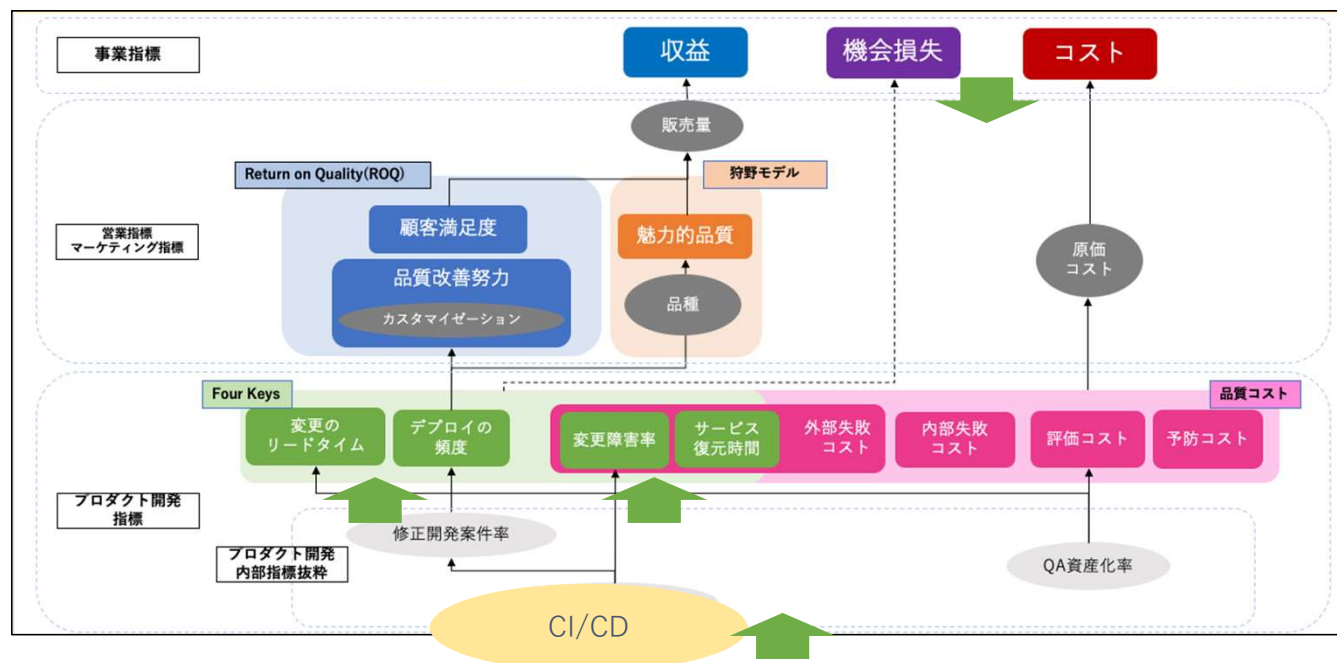 事業指標
収益
機会損失
コスト
販売量
Return on Quality(ROQ)
狩野モデル
営業指標
マーケティング指標
顧客満足度
魅力的品質
品質改善努力
カスタマイゼーション
品種
原価
コスト
Four Keys
品質コスト
変更の
リードタイム
デプロイの
頻度
変更障害率
サービス
復元時間
外部失敗
コスト
内部失敗
コスト
評価コスト
予防コスト
プロダクト開発
指標
修正開発案件率
プロダクト開発
内部指標抜粋
QA資産化率
CI/CD